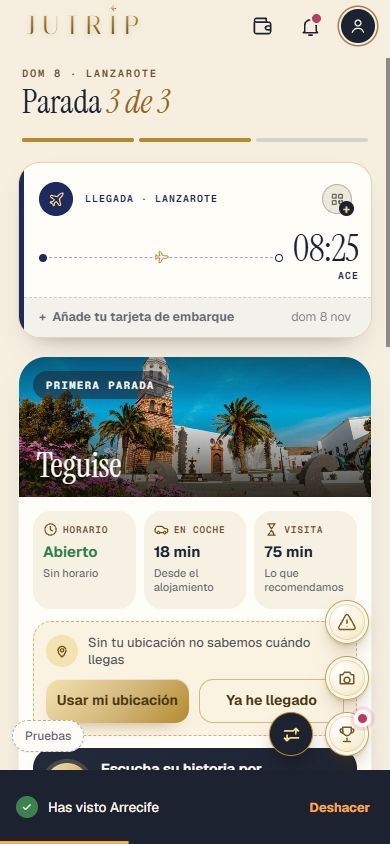 JUTRIP
DOM 8 · LANZAROTE
Parada 3 de 3
LLEGADA · LANZAROTE
08:25
ACE
+ Añade tu tarjeta de embarque
dom 8 nov
PRIMERA PARADA
Teguise
HORARIO
Abierto
Sin horario
EN COCHE
18 min
Desde el
alojamiento
VISITA
75 min
Lo que
recomendamos
Sin tu ubicación no sabemos cuándo
llegas
Usar mi ubicación
Ya he llegado
Pruebas
Escucha su historia por
Has visto Arrecife
Deshacer